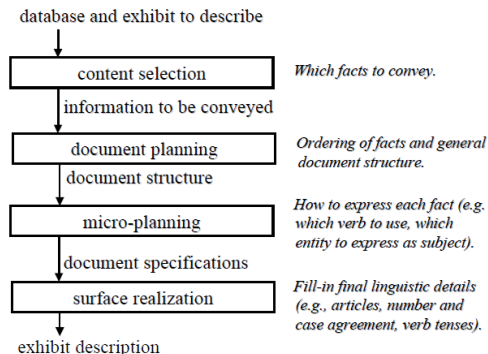 database and exhibit to describe
content selection
Which facts to convey.
information to be conveyed
document planning
Ordering of facts and general
document structure.
document structure
micro-planning
How to express each fact (e.g.
which verb to use, which
entity to express as subject).
document specifications
surface realization
Fill-in final linguistic details
(e.g., articles, number and
case agreement, verb tenses).
exhibit description